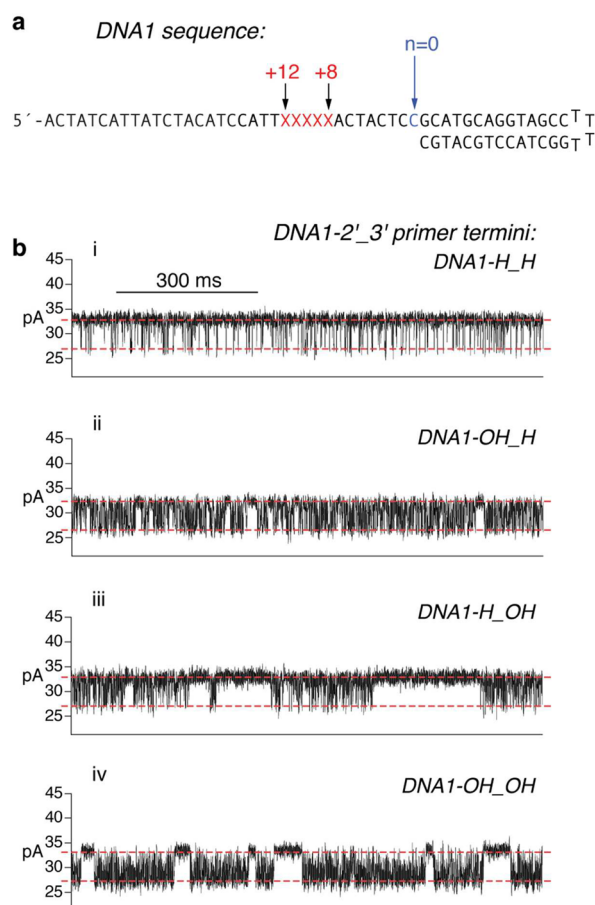 a
DNA1 sequence:
n=0
+12 +8
5´-ACTATCATTATCTACATCCATTXXXXXACTACTCCGCATGCAGGTAGCCTT
CGTACGTCCATCGGTT
b
DNA1-2'_3' primer termini:
i
DNA1-H_H
300 ms
45
40
35
pA
30
25
ii
DNA1-OH_H
45
40
35
pA
30
25
iii
DNA1-H_OH
45
40
35
pA
30
25
iv
DNA1-OH_OH
45
40
35
pA
30
25